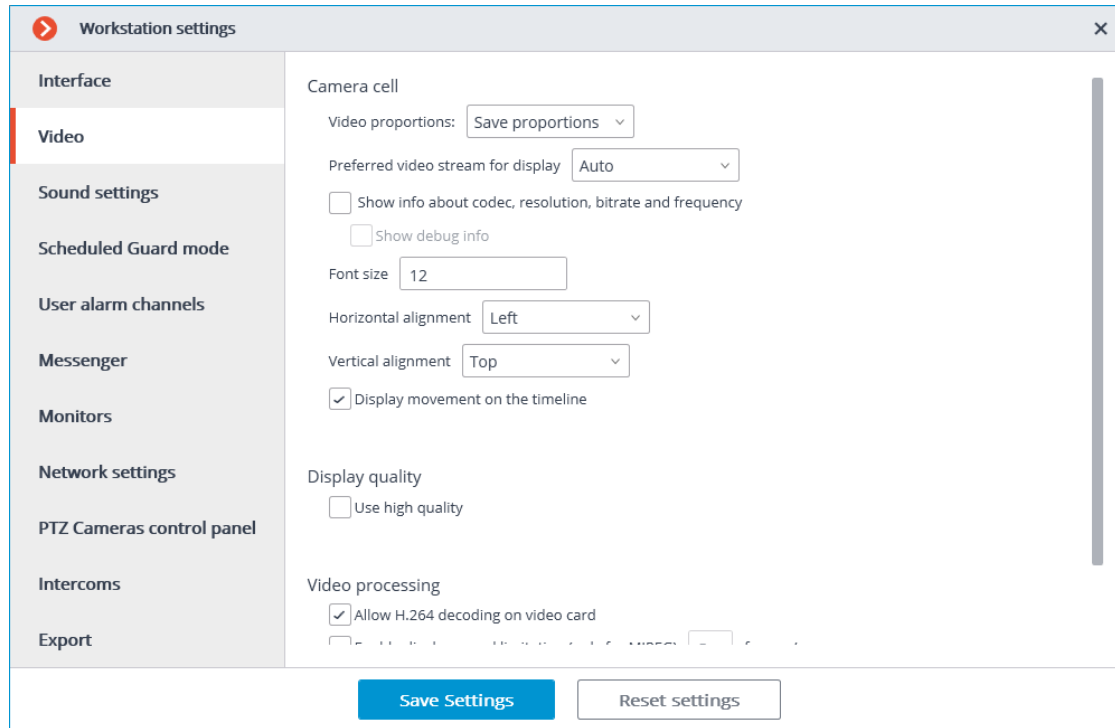 Workstation settings
Interface
Video
Sound settings
Scheduled Guard mode
User alarm channels
Messenger
Monitors
Network settings
PTZ Cameras control panel
Intercoms
Export
Camera cell
Video proportions: Save proportions
Preferred video stream for display Auto
Show info about codec, resolution, bitrate and frequency
Show debug info
Font size 12
Horizontal alignment Left
Vertical alignment Top
Display movement on the timeline
Display quality
Use high quality
Video processing
Allow H.264 decoding on video card
Save Settings Reset settings